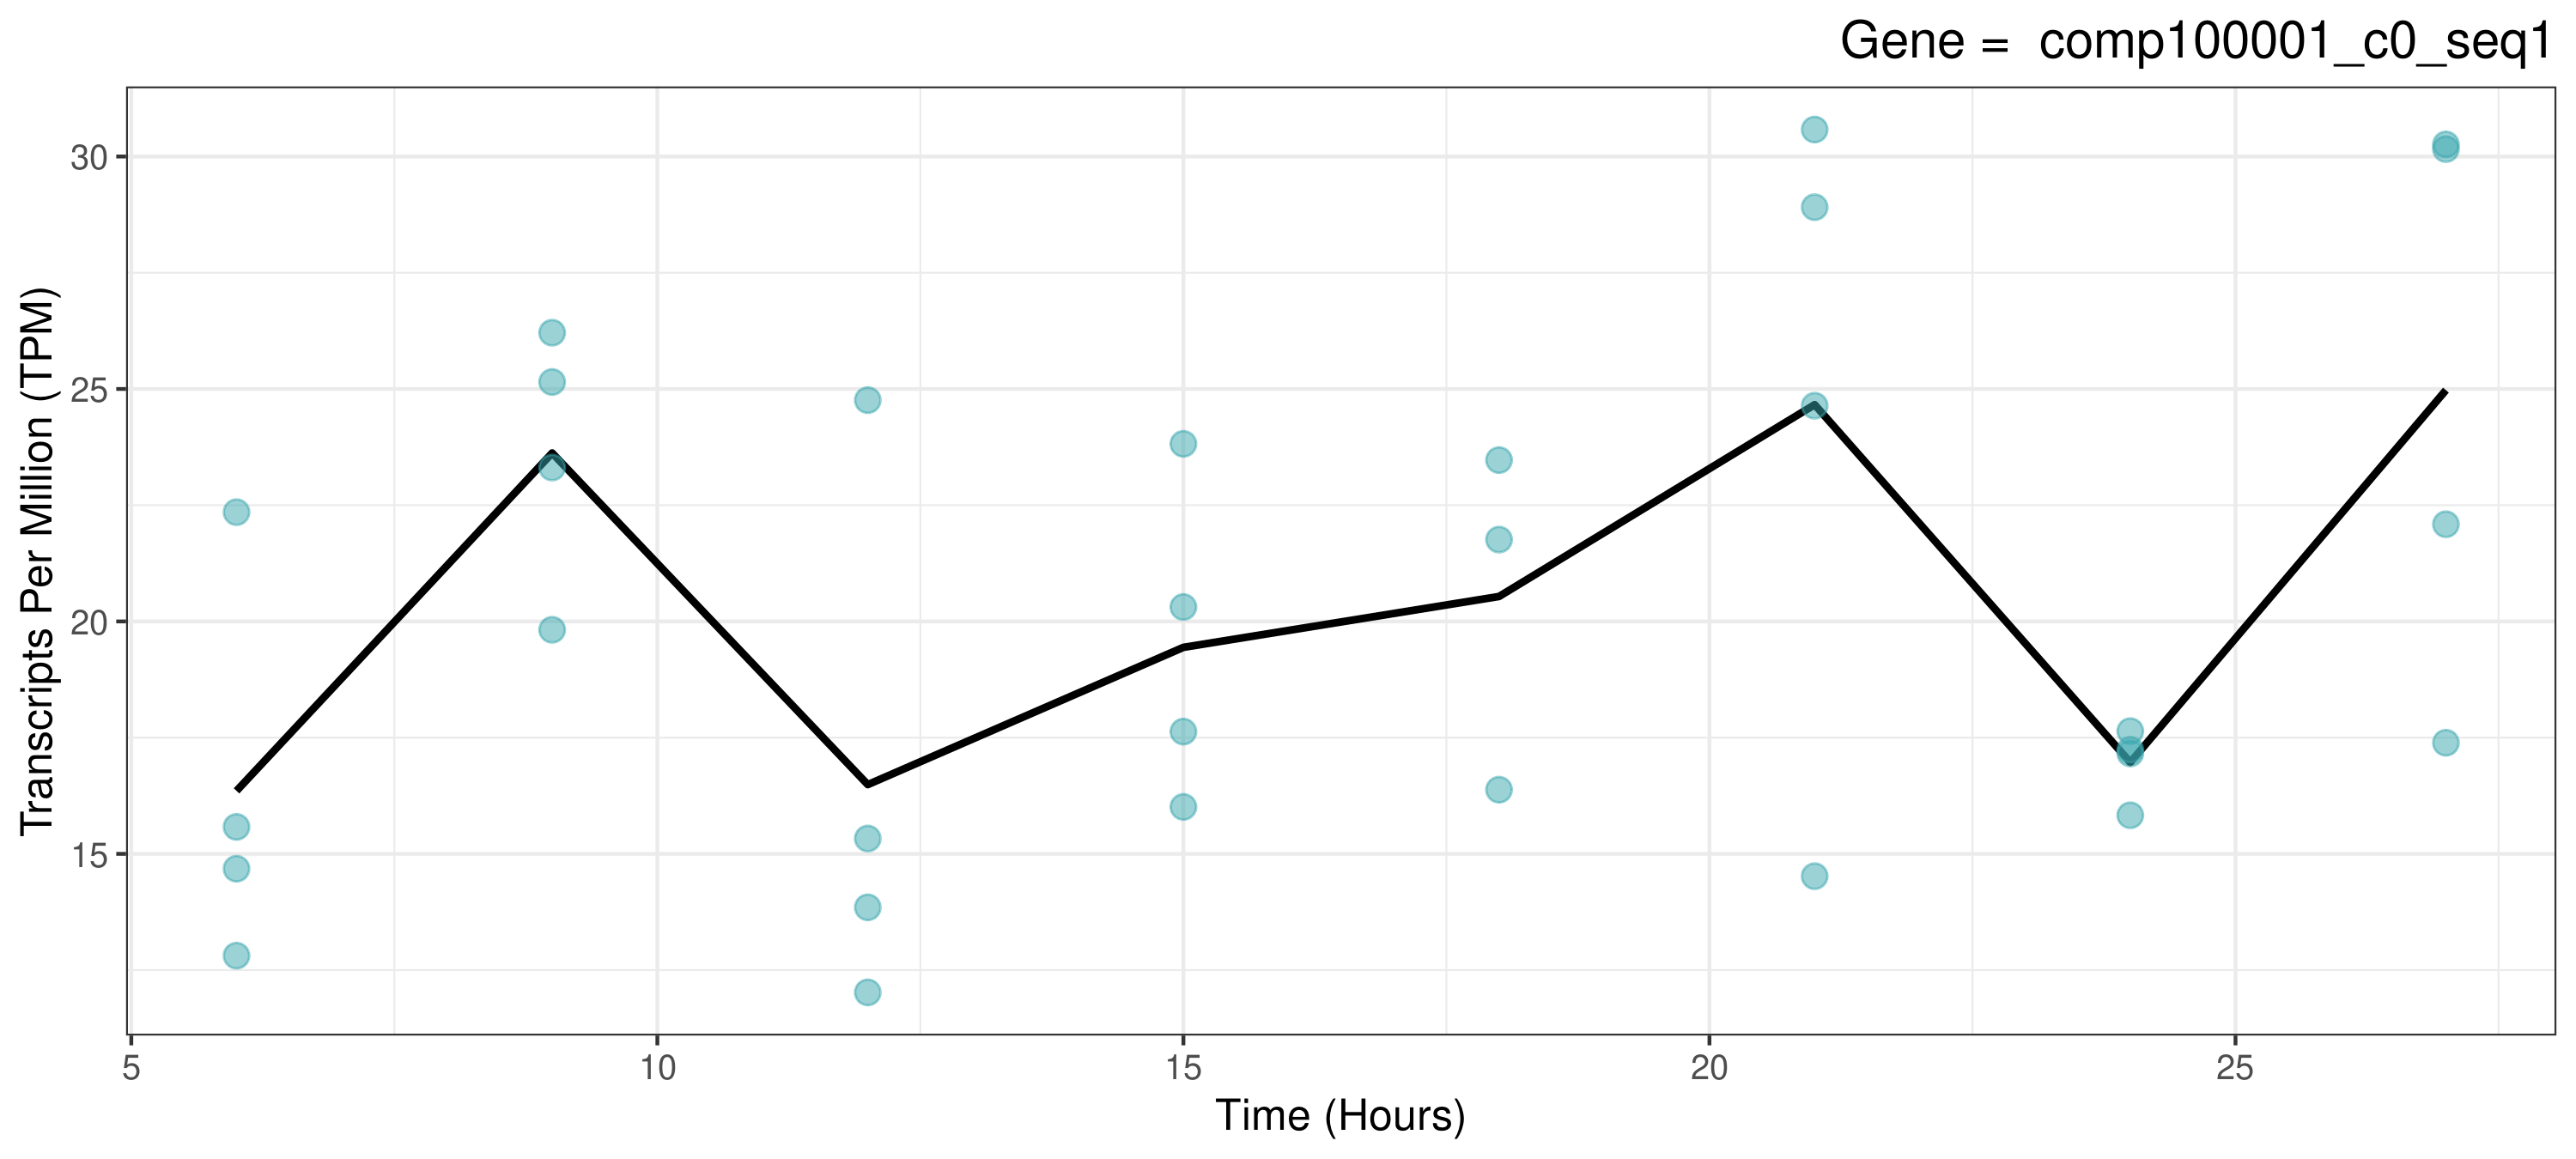 Gene = comp100001_c0_seq1
Transcripts Per Million (TPM)
30
25
20
15
5 10 15 20 25
Time (Hours)